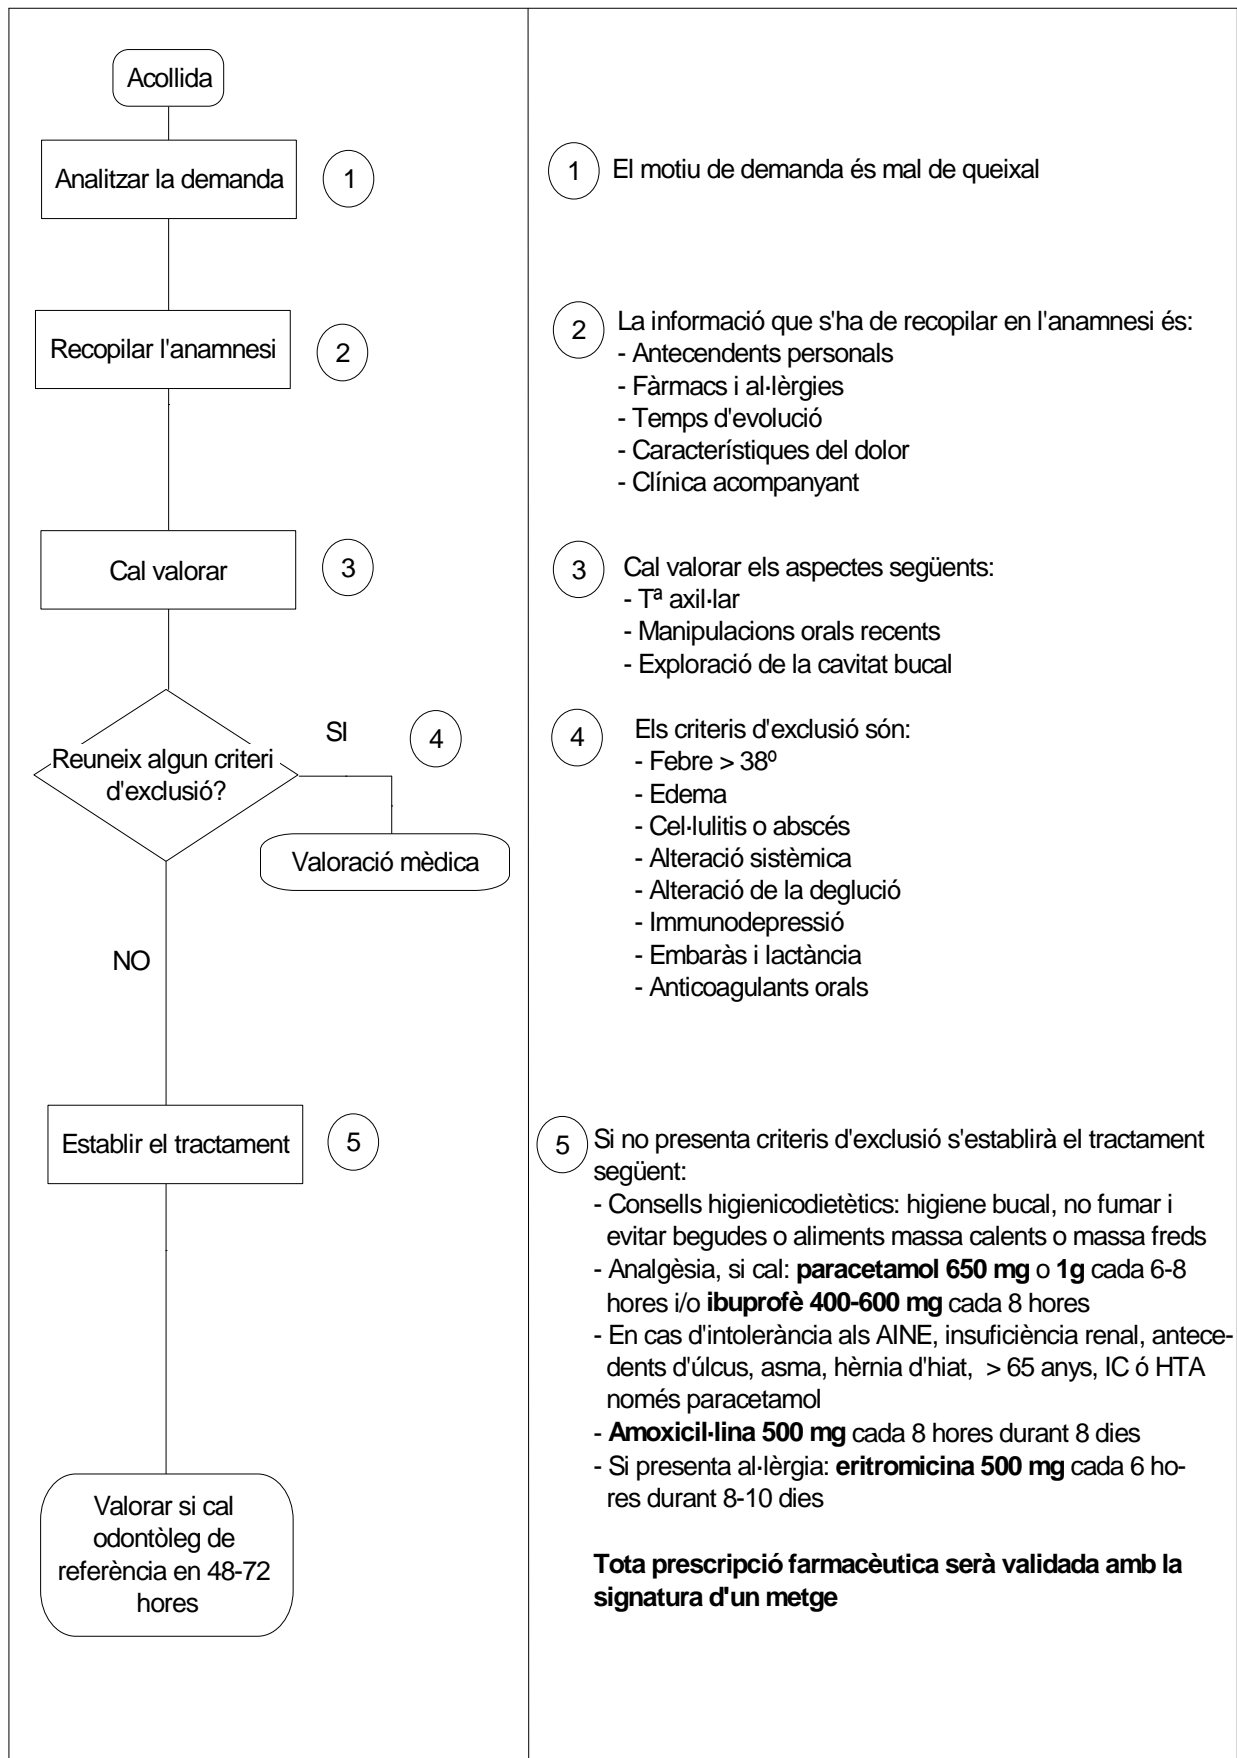 Acollida
Analitzar la demanda
1
Recopilar l'anamnesi
2
Cal valorar
3
Reuneix algun criteri
d'exclusió?
SI
4
Valoració mèdica
NO
Establir el tractament
5
Valorar si cal
odontòleg de
referència en 48-72
hores
1
El motiu de demanda és mal de queixal
2
La informació que s'ha de recopilar en l'anamnesi és:
- Antecendents personals
- Fàrmacs i al·lèrgies
- Temps d'evolució
- Característiques del dolor
- Clínica acompanyant
3
Cal valorar els aspectes següents:
- Tª axil·lar
- Manipulacions orals recents
- Exploració de la cavitat bucal
4
Els criteris d'exclusió són:
- Febre > 38º
- Edema
- Cel·lulitis o abscés
- Alteració sistèmica
- Alteració de la deglució
- Immunodepressió
- Embaràs i lactància
- Anticoagulants orals
5
Si no presenta criteris d'exclusió s'establirà el tractament
següent:
- Consells higienicodietètics: higiene bucal, no fumar i
evitar begudes o aliments massa calents o massa freds
- Analgèsia, si cal: paracetamol 650 mg o 1g cada 6-8
hores i/o ibuprofè 400-600 mg cada 8 hores
- En cas d'intolerància als AINE, insuficiència renal, antece-
dents d'úlcus, asma, hèrnia d'hiat, > 65 anys, IC ó HTA
només paracetamol
- Amoxicil·lina 500 mg cada 8 hores durant 8 dies
- Si presenta al·lèrgia: eritromicina 500 mg cada 6 ho-
res durant 8-10 dies
Tota prescripció farmacèutica serà validada amb la
signatura d'un metge